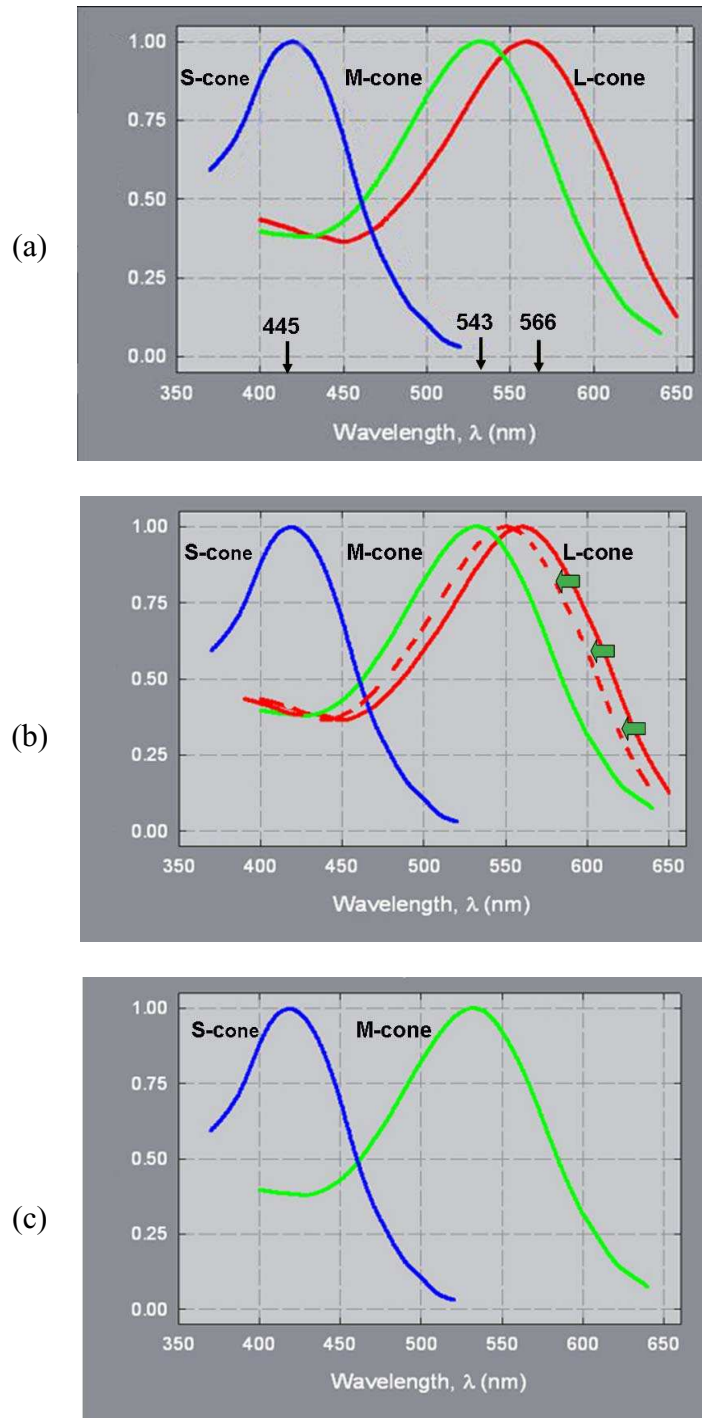 (a)
1.00
0.75
0.50
0.25
0.00
S-cone M-cone L-cone
445 543 566
350 400 450 500 550 600 650
Wavelength, λ (nm)
(b)
1.00
0.75
0.50
0.25
0.00
S-cone M-cone L-cone
350 400 450 500 550 600 650
Wavelength, λ (nm)
(c)
1.00
0.75
0.50
0.25
0.00
S-cone M-cone
350 400 450 500 550 600 650
Wavelength, λ (nm)